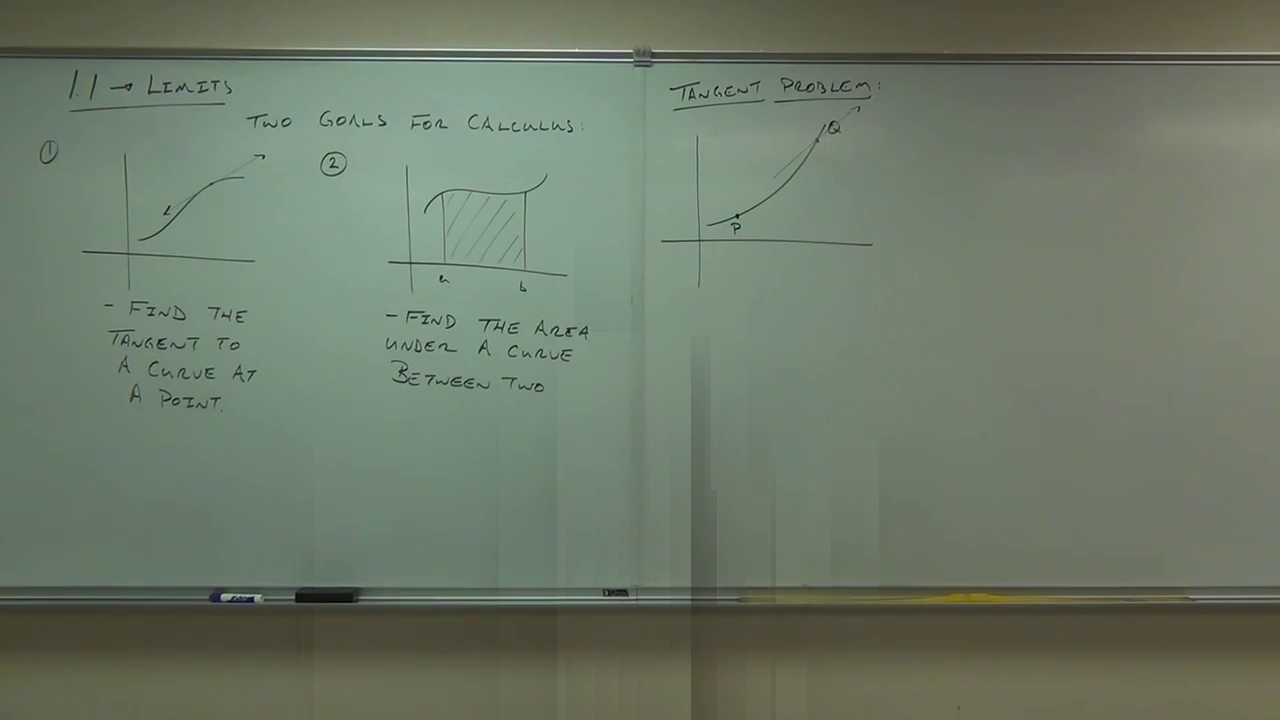 1.1 → LIMITS
TWO GOALS FOR CALCULUS:
①
- FIND THE
TANGENT TO
A CURVE AT
A POINT.
②
a b
- FIND THE AREA
UNDER A CURVE
BETWEEN TWO
TANGENT PROBLEM:
Q
P